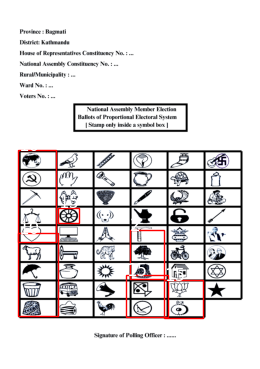 Province : Bagmati
District: Kathmandu
House of Representatives Constituency No. : ...
National Assembly Constituency No. : ...
Rural/Municipality : ...
Ward No. : ...
Voters No. : ...
National Assembly Member Election
Ballots of Proportional Electoral System
[ Stamp only inside a symbol box ]
Signature of Polling Officer : ......